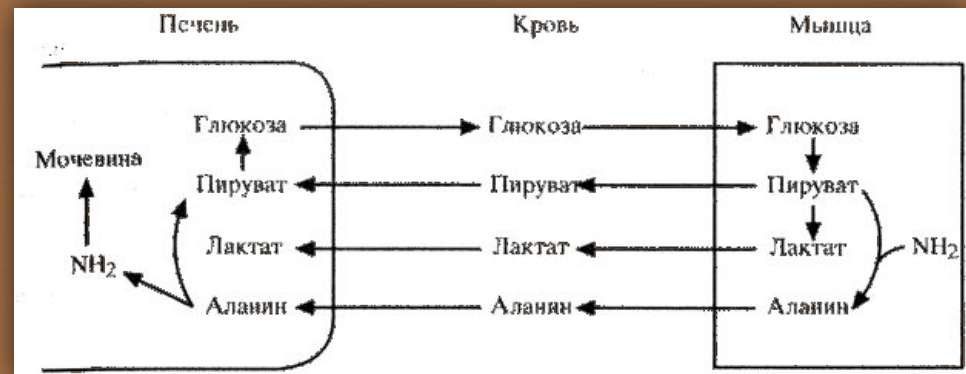 Печень Кровь Мышца
Глюкоза Глюкоза Глюкоза
Мочевина
Пируват Пируват Пируват
Лактат Лактат Лактат NH₂
NH₂
Аланин Аланин Аланин